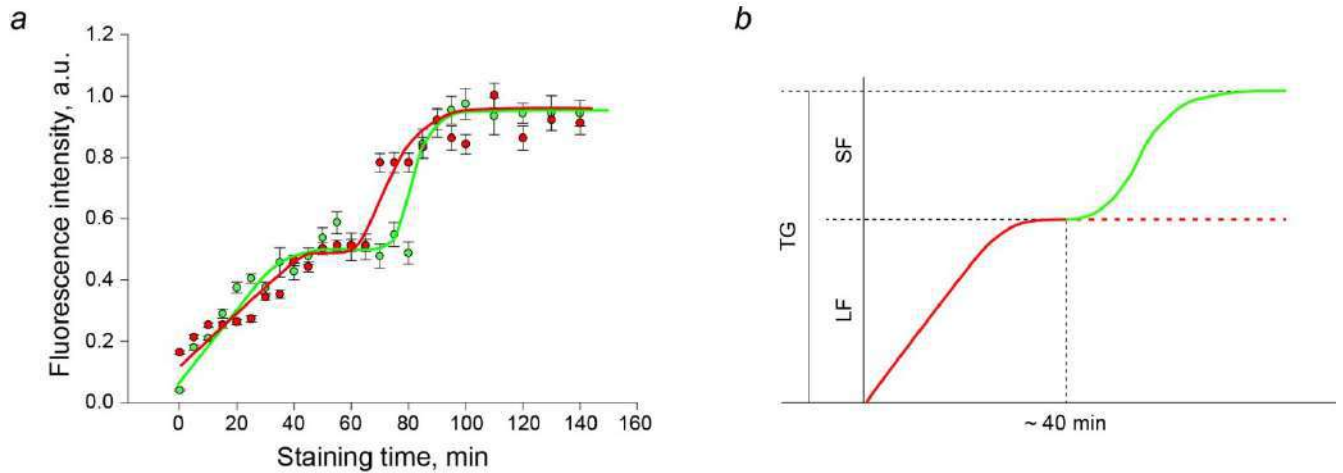 a
Fluorescence intensity, a.u.
1.2
1.0
0.8
0.6
0.4
0.2
0.0
0 20 40 60 80 100 120 140 160
Staining time, min
b
TG
SF
LF
~ 40 min